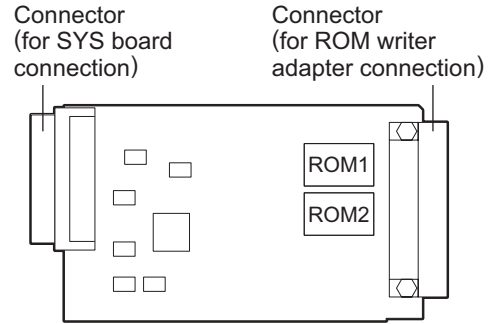 Connector
(for SYS board
connection)
Connector
(for ROM writer
adapter connection)
ROM1
ROM2